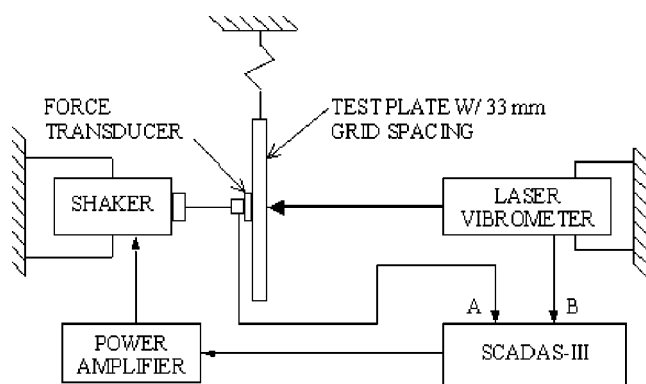 FORCE
TRANSDUCER
TEST PLATE W/ 33 mm
GRID SPACING
SHAKER
LASER
VIBROMETER
A
B
POWER
AMPLIFIER
SCADAS-III